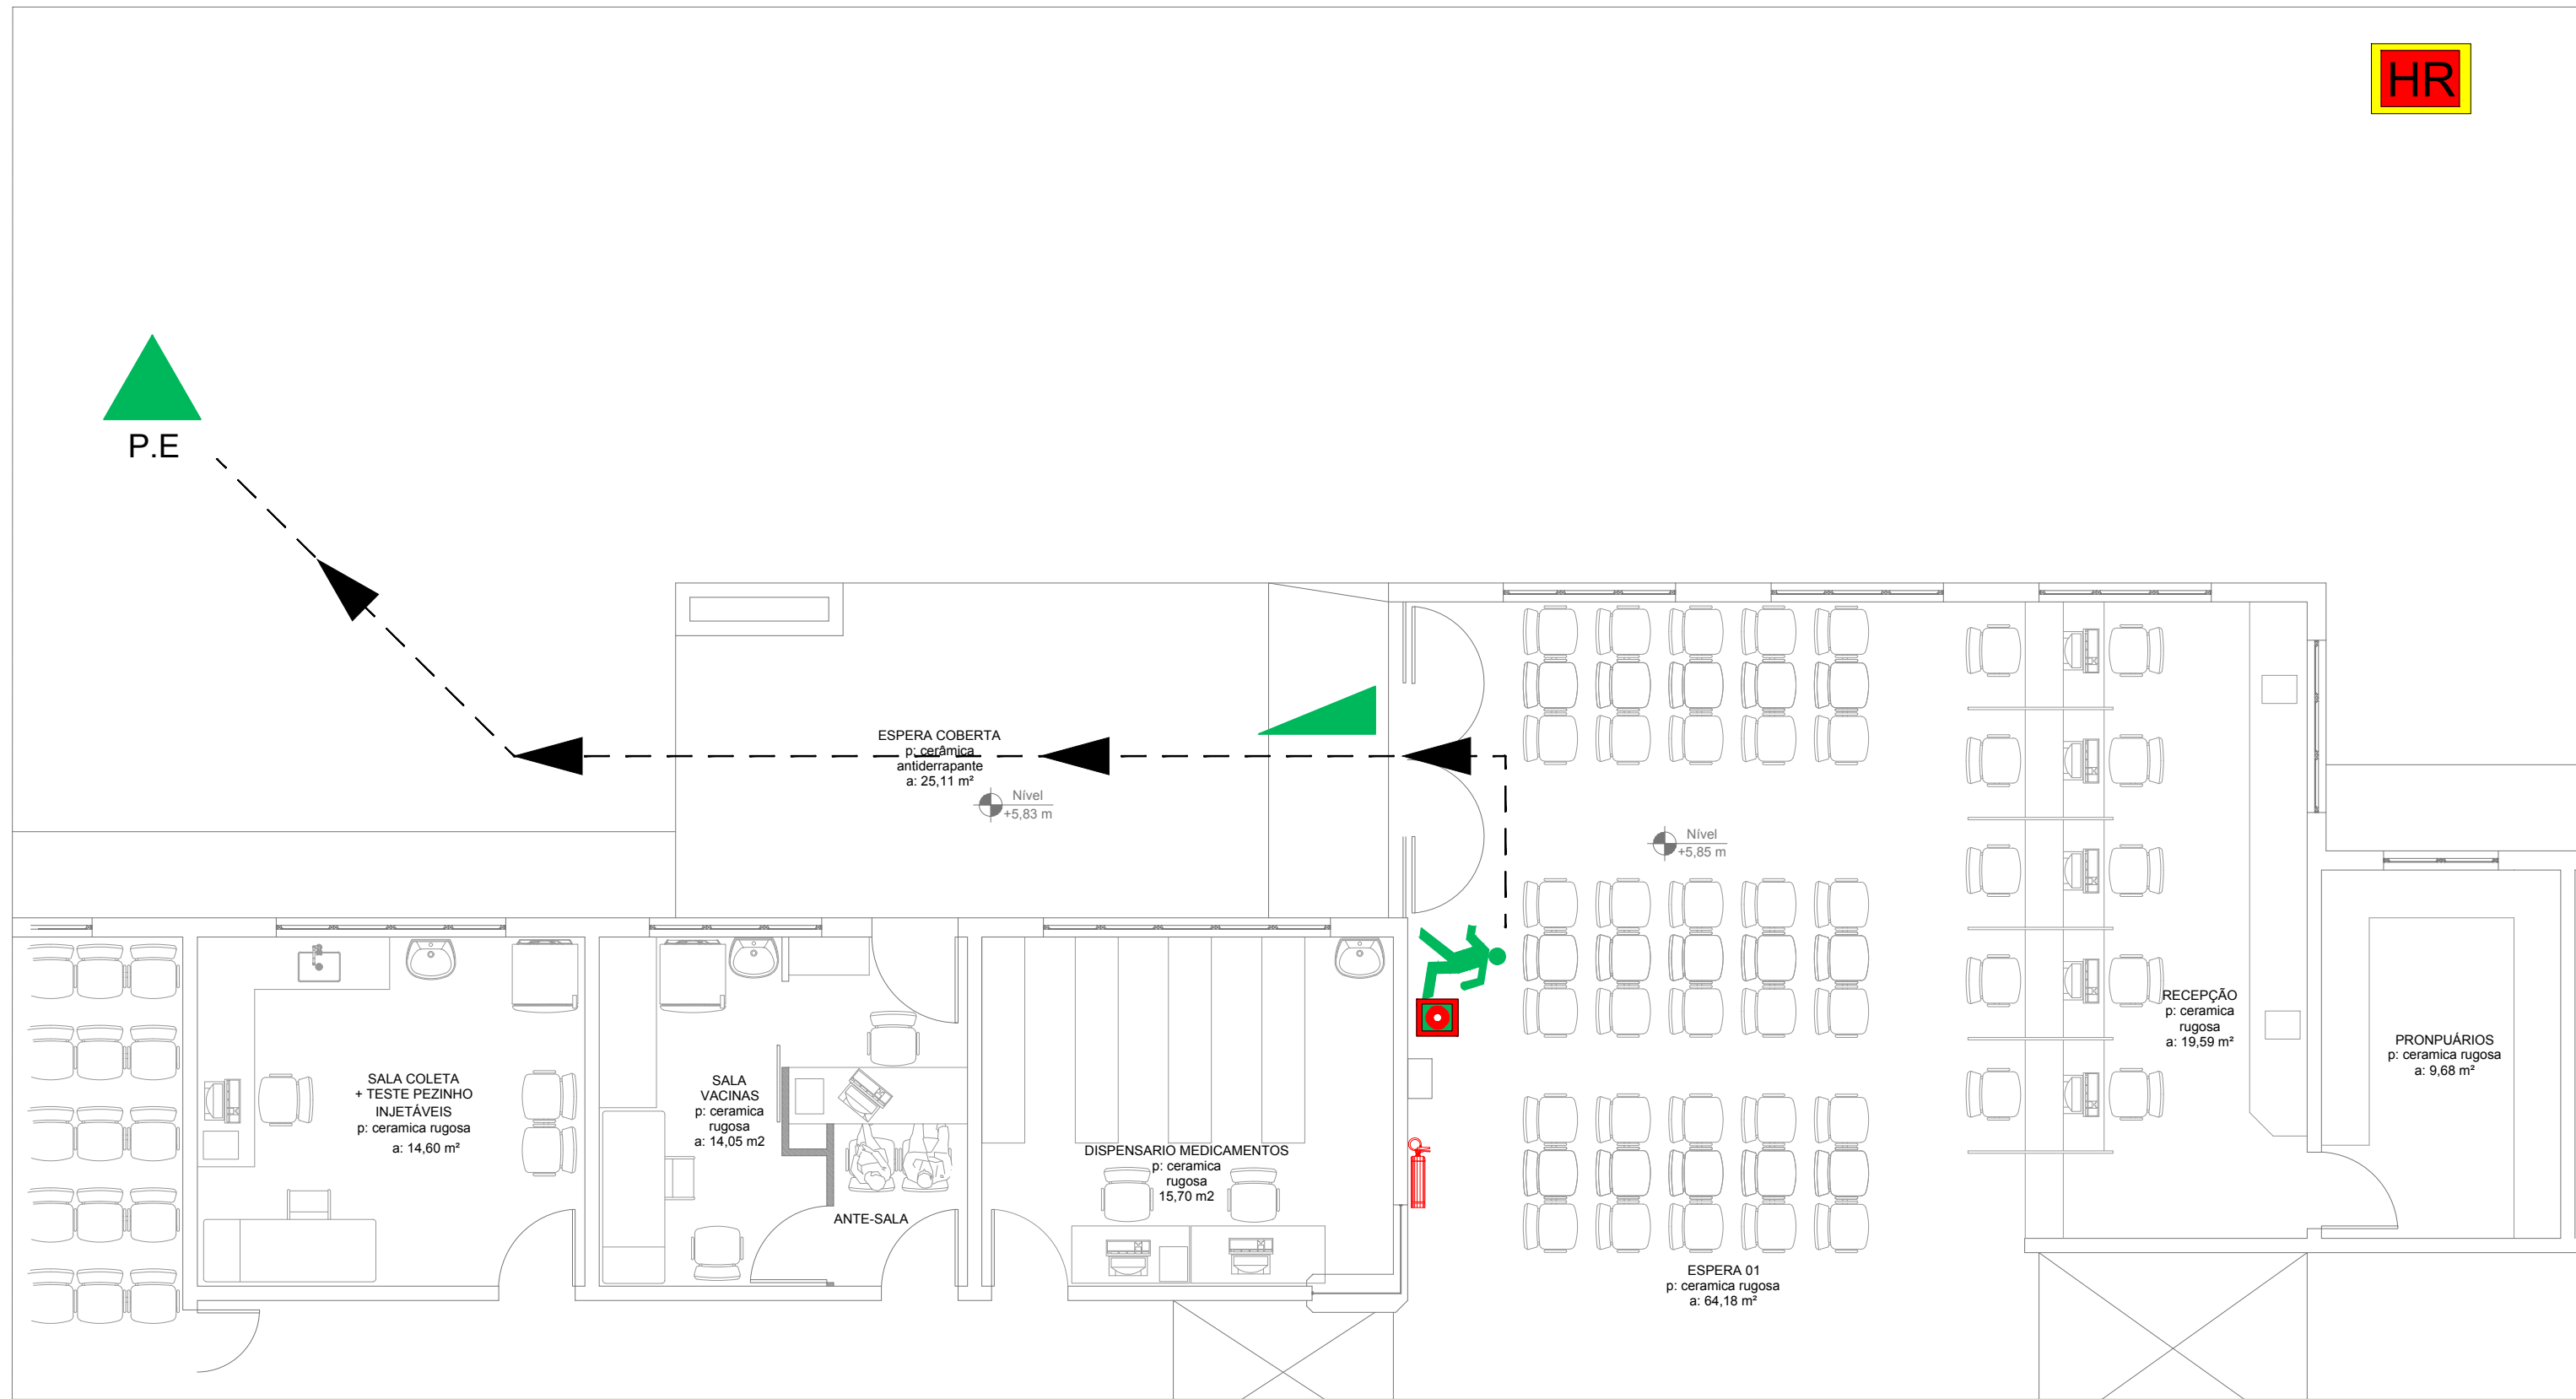 HR
P.E
ESPERA COBERTA
p: cerâmica
antiderrapante
a: 25,11 m²
Nível
+5,83 m
Nível
+5,85 m
SALA COLETA
+ TESTE PEZINHO
INJETÁVEIS
p: ceramica rugosa
a: 14,60 m²
SALA
VACINAS
p: ceramica
rugosa
a: 14,05 m2
ANTE-SALA
DISPENSARIO MEDICAMENTOS
p: ceramica
rugosa
15,70 m2
ESPERA 01
p: ceramica rugosa
a: 64,18 m²
RECEPÇÃO
p: ceramica
rugosa
a: 19,59 m²
PRONPUÁRIOS
p: ceramica rugosa
a: 9,68 m²